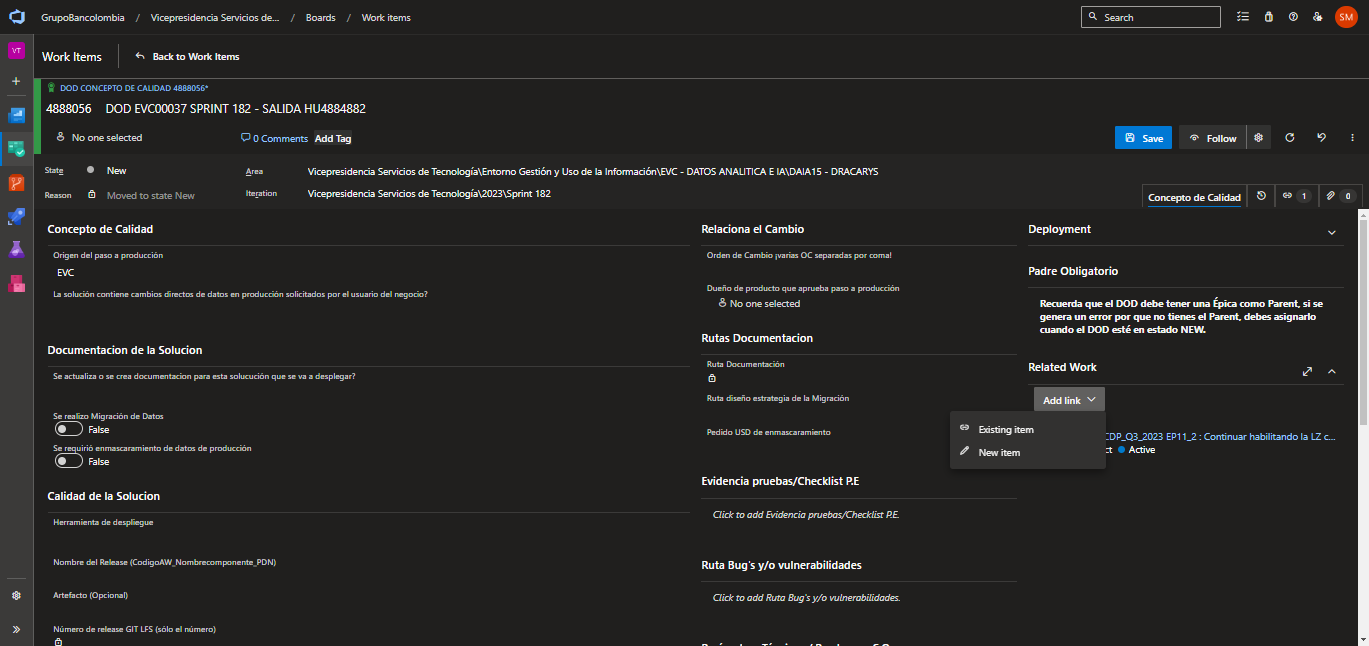 GrupoBancolombia / Vicepresidencia Servicios de... / Boards / Work items
Search
SM
VT
Work Items
Back to Work Items
DOD CONCEPTO DE CALIDAD 4888056*
4888056 DOD EVC00037 SPRINT 182 - SALIDA HU4884882
No one selected
0 Comments
Add Tag
Save
Follow
State
New
Area
Vicepresidencia Servicios de Tecnología\Entorno Gestión y Uso de la Información\EVC - DATOS ANALITICA E IA\DAIA15 - DRACARYS
Reason
Moved to state New
Iteration
Vicepresidencia Servicios de Tecnología\2023\Sprint 182
Concepto de Calidad
1
0
Concepto de Calidad
Origen del paso a producción
EVC
La solución contiene cambios directos de datos en producción solicitados por el usuario del negocio?
Documentacion de la Solucion
Se actualiza o se crea documentacion para esta solucución que se va a desplegar?
Se realizo Migración de Datos
False
Se requirió enmascaramiento de datos de producción
False
Calidad de la Solucion
Herramienta de despliegue
Nombre del Release (CodigoAW_Nombrecomponente_PDN)
Artefacto (Opcional)
Número de release GIT LFS (sólo el número)
Relaciona el Cambio
Orden de Cambio ¡varias OC separadas por coma!
Dueño de producto que aprueba paso a producción
No one selected
Rutas Documentacion
Ruta Documentación
Ruta diseño estrategia de la Migración
Pedido USD de enmascaramiento
Evidencia pruebas/Checklist P.E
Click to add Evidencia pruebas/Checklist P.E.
Ruta Bug's y/o vulnerabilidades
Click to add Ruta Bug's y/o vulnerabilidades.
Deployment
Padre Obligatorio
Recuerda que el DOD debe tener una Épica como Parent, si se
genera un error por que no tienes el Parent, debes asignarlo
cuando el DOD esté en estado NEW.
Related Work
Add link
Existing item
New item
CDP_Q3_2023 EP11_2 : Continuar habilitando la LZ c...
ct
Active